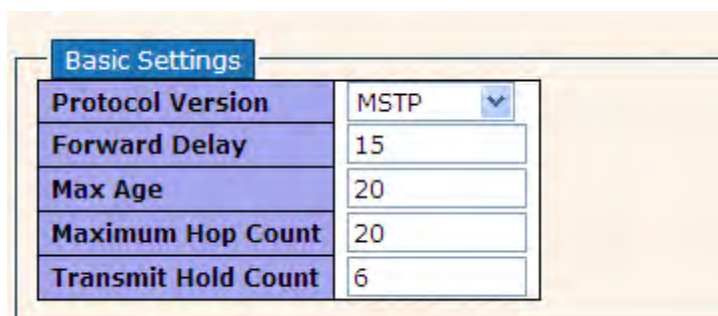 Basic Settings
Protocol Version MSTP
Forward Delay 15
Max Age 20
Maximum Hop Count 20
Transmit Hold Count 6